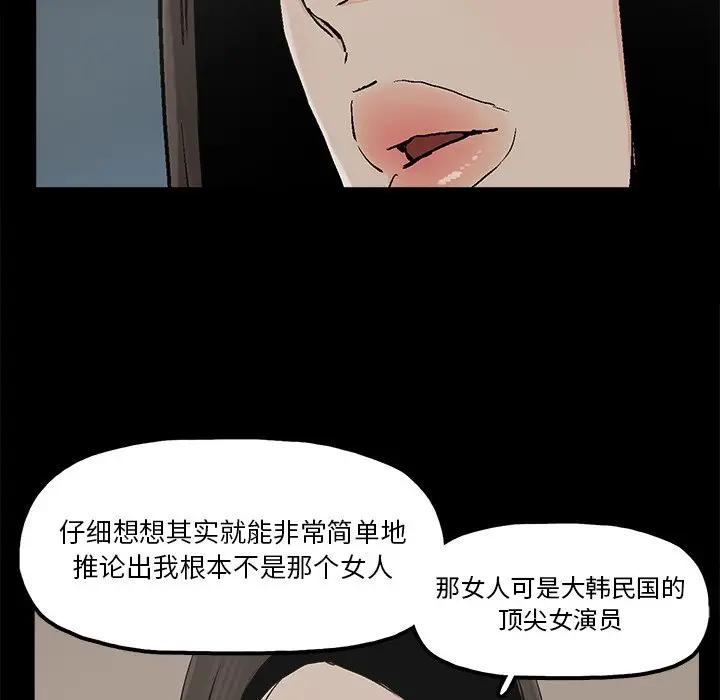 仔细想想其实就能非常简单地
推论出我根本不是那个女人
那女人可是大韩民国的
顶尖女演员